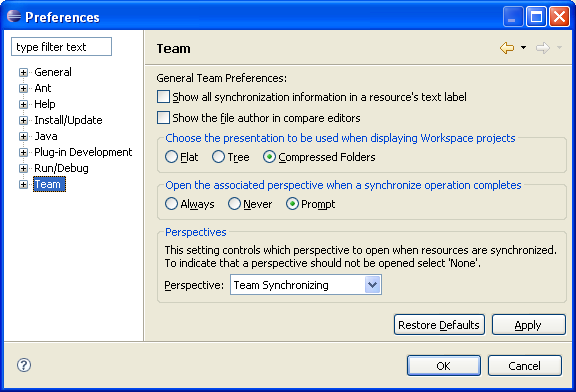 Preferences
type filter text
General
Ant
Help
Install/Update
Java
Plug-in Development
Run/Debug
Team
Team
General Team Preferences:
Show all synchronization information in a resource's text label
Show the file author in compare editors
Choose the presentation to be used when displaying Workspace projects
Flat Tree Compressed Folders
Open the associated perspective when a synchronize operation completes
Always Never Prompt
Perspectives
This setting controls which perspective to open when resources are synchronized.
To indicate that a perspective should not be opened select 'None'.
Perspective: Team Synchronizing
Restore Defaults Apply
? OK Cancel